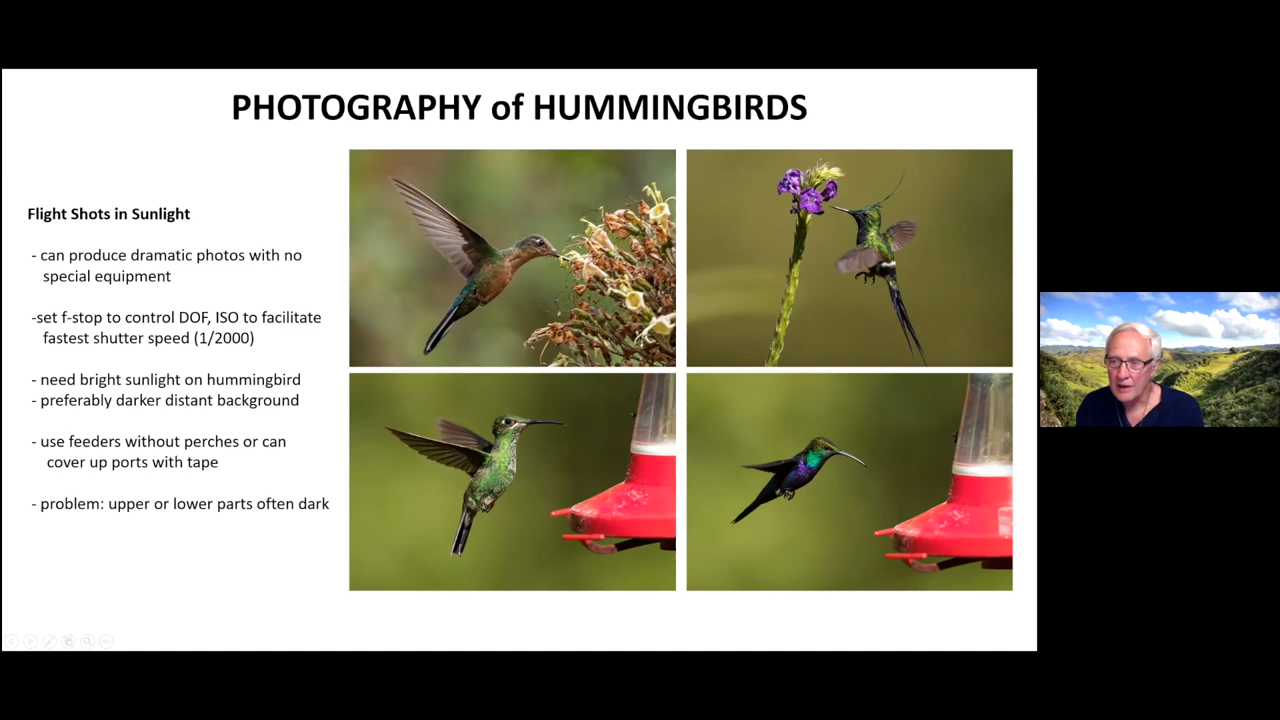 PHOTOGRAPHY of HUMMINGBIRDS
Flight Shots in Sunlight
- can produce dramatic photos with no
special equipment
-set f-stop to control DOF, ISO to facilitate
fastest shutter speed (1/2000)
- need bright sunlight on hummingbird
- preferably darker distant background
- use feeders without perches or can
cover up ports with tape
- problem: upper or lower parts often dark